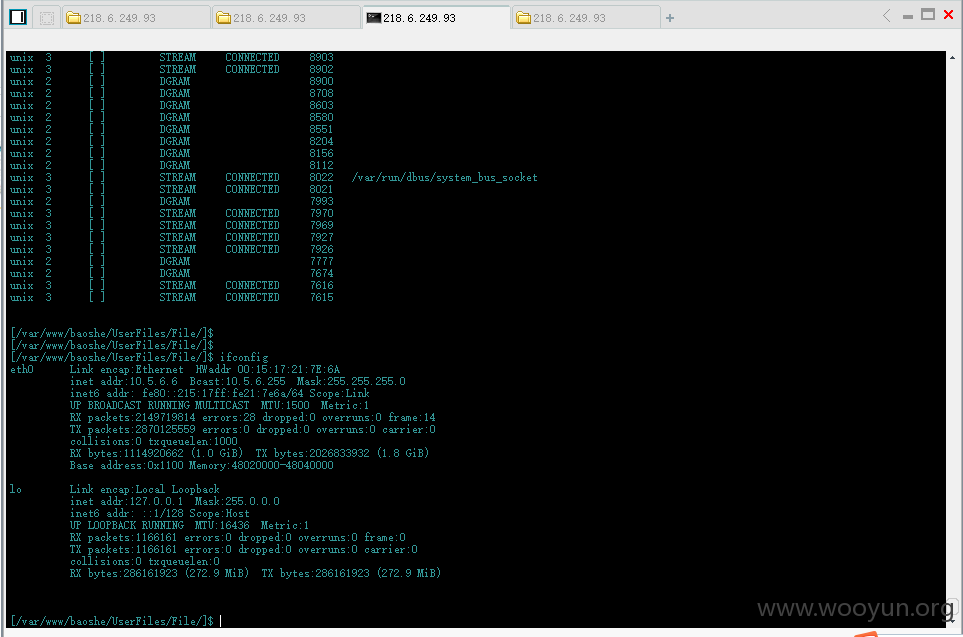 218.6.249.93 218.6.249.93 218.6.249.93 218.6.249.93 +
unix 3 [ ] STREAM CONNECTED 8903
unix 3 [ ] STREAM CONNECTED 8902
unix 2 [ ] DGRAM 8900
unix 2 [ ] DGRAM 8708
unix 2 [ ] DGRAM 8603
unix 2 [ ] DGRAM 8580
unix 2 [ ] DGRAM 8551
unix 2 [ ] DGRAM 8204
unix 2 [ ] DGRAM 8156
unix 2 [ ] DGRAM 8112
unix 3 [ ] STREAM CONNECTED 8022 /var/run/dbus/system_bus_socket
unix 3 [ ] STREAM CONNECTED 8021
unix 2 [ ] DGRAM 7993
unix 3 [ ] STREAM CONNECTED 7970
unix 3 [ ] STREAM CONNECTED 7969
unix 3 [ ] STREAM CONNECTED 7927
unix 3 [ ] STREAM CONNECTED 7926
unix 2 [ ] DGRAM 7777
unix 2 [ ] DGRAM 7674
unix 3 [ ] STREAM CONNECTED 7616
unix 3 [ ] STREAM CONNECTED 7615
[/var/www/baoshe/UserFiles/File/]$
[/var/www/baoshe/UserFiles/File/]$
[/var/www/baoshe/UserFiles/File/]$ ifconfig
eth0 Link encap:Ethernet HWaddr 00:15:17:21:7E:6A
inet addr:10.5.6.6 Bcast:10.5.6.255 Mask:255.255.255.0
inet6 addr: fe80::215:17ff:fe21:7e6a/64 Scope:Link
UP BROADCAST RUNNING MULTICAST MTU:1500 Metric:1
RX packets:2149719814 errors:28 dropped:0 overruns:0 frame:14
TX packets:2870125559 errors:0 dropped:0 overruns:0 carrier:0
collisions:0 txqueuelen:1000
RX bytes:1114920662 (1.0 GiB) TX bytes:2026833932 (1.8 GiB)
Base address:0x1100 Memory:48020000-48040000
lo Link encap:Local Loopback
inet addr:127.0.0.1 Mask:255.0.0.0
inet6 addr: ::1/128 Scope:Host
UP LOOPBACK RUNNING MTU:16436 Metric:1
RX packets:1166161 errors:0 dropped:0 overruns:0 frame:0
TX packets:1166161 errors:0 dropped:0 overruns:0 carrier:0
collisions:0 txqueuelen:0
RX bytes:286161923 (272.9 MiB) TX bytes:286161923 (272.9 MiB)
[/var/www/baoshe/UserFiles/File/]$
www.wooyun.org